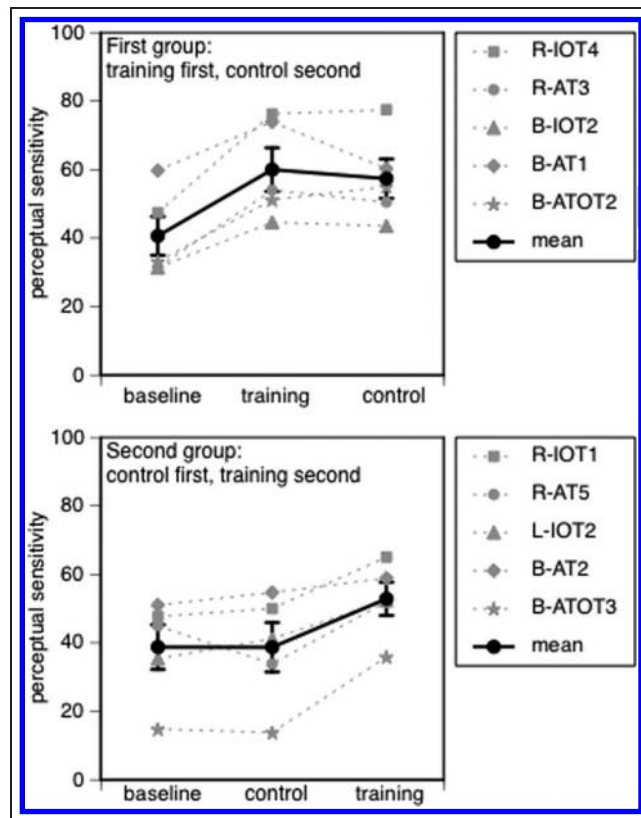 100
80
60
40
20
0
perceptual sensitivity
First group:
training first, control second
baseline
training
control
R-IOT4
R-AT3
B-IOT2
B-AT1
B-ATOT2
mean
100
80
60
40
20
0
perceptual sensitivity
Second group:
control first, training second
baseline
control
training
R-IOT1
R-AT5
L-IOT2
B-AT2
B-ATOT3
mean